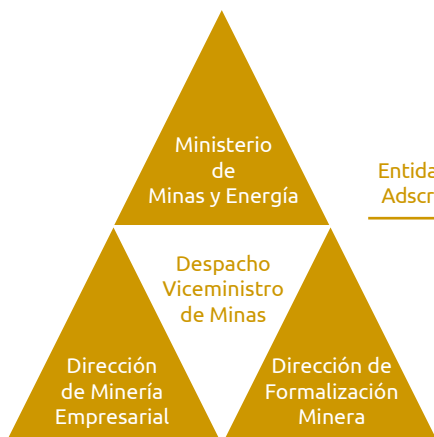 Ministerio
de
Minas y Energía
Despacho
Viceministro
de Minas
Dirección
de Minería
Empresarial
Dirección de
Formalización
Minera